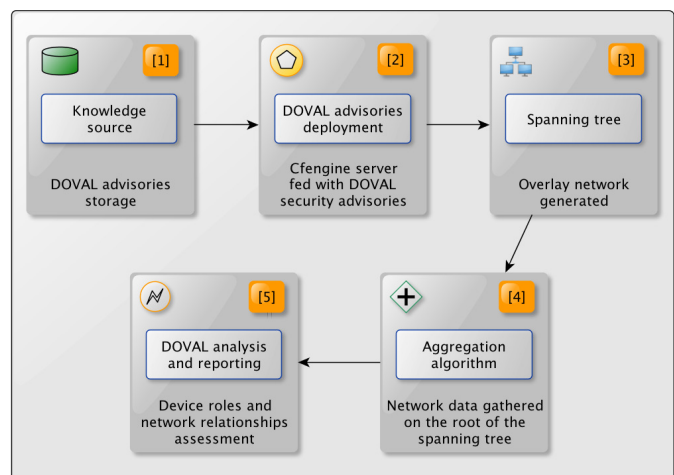 [1]
Knowledge
source
DOVAL advisories
storage
[2]
DOVAL advisories
deployment
Cfengine server
fed with DOVAL
security advisories
[3]
Spanning tree
Overlay network
generated
[4]
Aggregation
algorithm
Network data gathered
on the root of the
spanning tree
[5]
DOVAL analysis
and reporting
Device roles and
network relationships
assessment